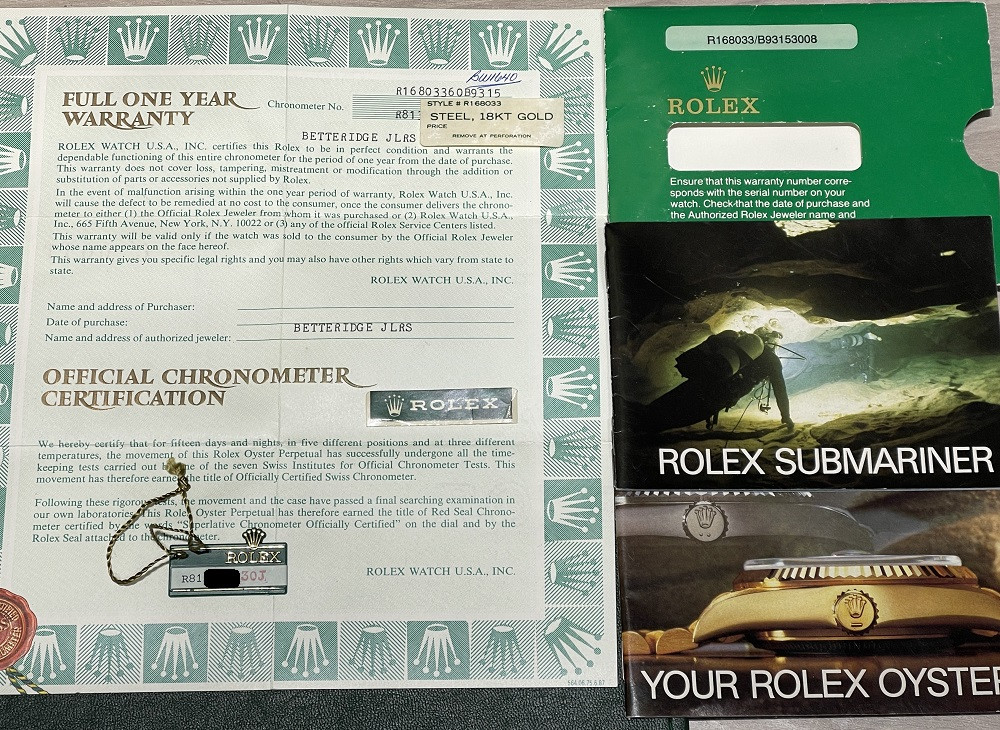 FULL ONE YEAR
WARRANTY
Chronometer No.
R16803360B9315
R81
STYLE # R168033
STEEL, 18KT GOLD
PRICE
REMOVE AT PERFORATION
BETTERIDGE JLRS
ROLEX WATCH U.S.A., INC. certifies this Rolex to be in perfect condition and warrants the
dependable functioning of this entire chronometer for the period of one year from the date of purchase.
This warranty does not cover loss, tampering, mistreatment or modification through the addition or
substitution of parts or accessories not supplied by Rolex.
In the event of malfunction arising within the one year period of warranty, Rolex Watch U.S.A., Inc.
will cause the defect to be remedied at no cost to the consumer, once the consumer delivers the chrono-
meter to either (1) the Official Rolex Jeweler from whom it was purchased or (2) Rolex Watch U.S.A.,
Inc., 665 Fifth Avenue, New York, N.Y. 10022 or (3) any of the official Rolex Service Centers listed.
This warranty will be valid only if the watch was sold to the consumer by the Official Rolex Jeweler
whose name appears on the face hereof.
This warranty gives you specific legal rights and you may also have other rights which vary from state to
state.
ROLEX WATCH U.S.A., INC.
Name and address of Purchaser:
Date of purchase:
BETTERIDGE JLRS
Name and address of authorized jeweler:
OFFICIAL CHRONOMETER
CERTIFICATION
ROLEX
We hereby certify that for fifteen days and nights, in five different positions and at three different
temperatures, the movement of this Rolex Oyster Perpetual has successfully undergone all the time-
keeping tests carried out one of the seven Swiss Institutes for Official Chronometer Tests. This
movement has therefore earned the title of Officially Certified Swiss Chronometer.
Following these rigorous tests, the movement and the case have passed a final searching examination in
our own laboratories. This Rolex Oyster Perpetual has therefore earned the title of Red Seal Chrono-
meter certified by the words "Superlative Chronometer Officially Certified" on the dial and by the
Rolex Seal attached to the chronometer.
ROLEX
R81 30J
ROLEX WATCH U.S.A., INC.
564.06.75.6.87
R168033/B93153008
ROLEX
Ensure that this warranty number corre-
sponds with the serial number on your
watch. Check that the date of purchase and
the Authorized Rolex Jeweler name and
ROLEX SUBMARINER
YOUR ROLEX OYSTER